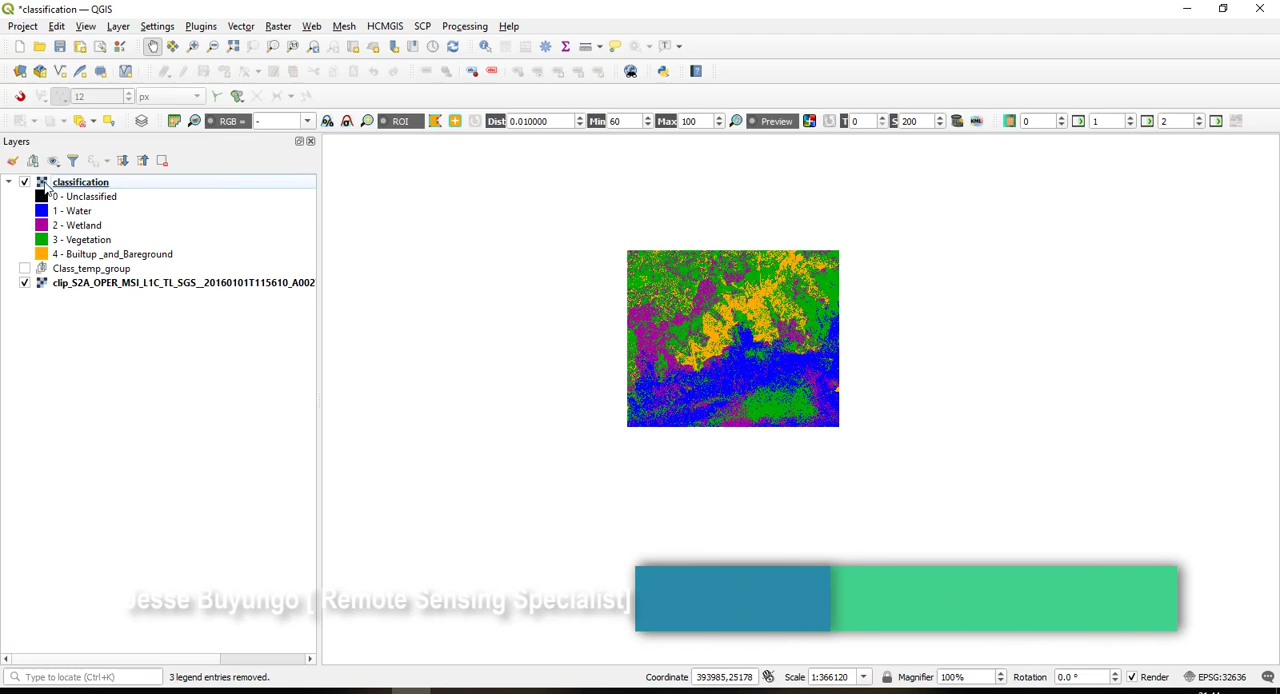 *classification — QGIS
Project Edit View Layer Settings Plugins Vector Raster Web Mesh HCMGIS SCP Processing Help
12 px
RGB = - ROI Dist 0.010000 Min 60 Max 100 Preview T 0 S 200 0 1 2
Layers
classification
0 - Unclassified
1 - Water
2 - Wetland
3 - Vegetation
4 - Builtup _and_Bareground
Class_temp_group
clip_S2A_OPER_MSI_L1C_TL_SGS__20160101T115610_A002
Jesse Buyungo [ Remote Sensing Specialist]
Type to locate (Ctrl+K) 3 legend entries removed. Coordinate 393985,25178 Scale 1:366120 Magnifier 100% Rotation 0.0 ° Render EPSG:32636